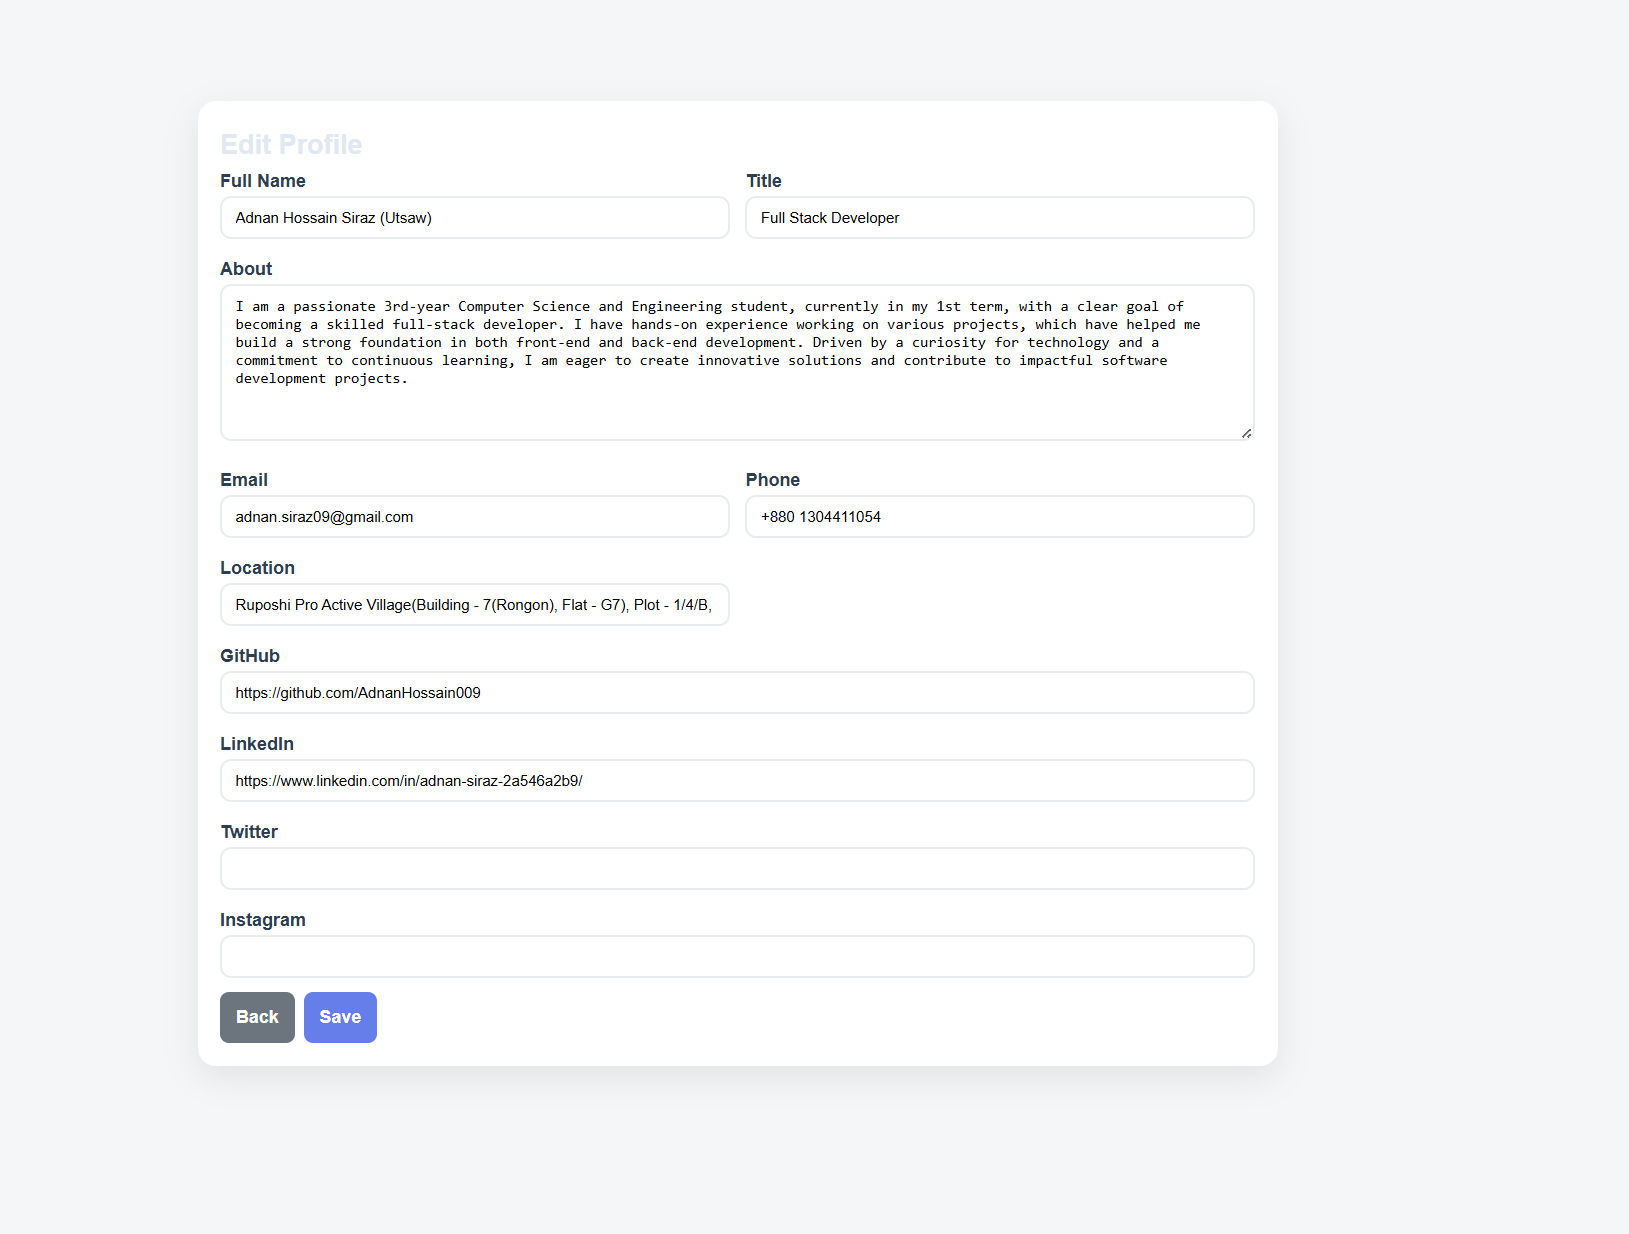 Edit Profile
Full Name
Title
Adnan Hossain Siraz (Utsaw)
Full Stack Developer
About
I am a passionate 3rd-year Computer Science and Engineering student, currently in my 1st term, with a clear goal of
becoming a skilled full-stack developer. I have hands-on experience working on various projects, which have helped me
build a strong foundation in both front-end and back-end development. Driven by a curiosity for technology and a
commitment to continuous learning, I am eager to create innovative solutions and contribute to impactful software
development projects.
Email
Phone
adnan.siraz09@gmail.com
+880 1304411054
Location
Ruposhi Pro Active Village(Building - 7(Rongon), Flat - G7), Plot - 1/4/B,
GitHub
https://github.com/AdnanHossain009
LinkedIn
https://www.linkedin.com/in/adnan-siraz-2a546a2b9/
Twitter
Instagram
Back
Save